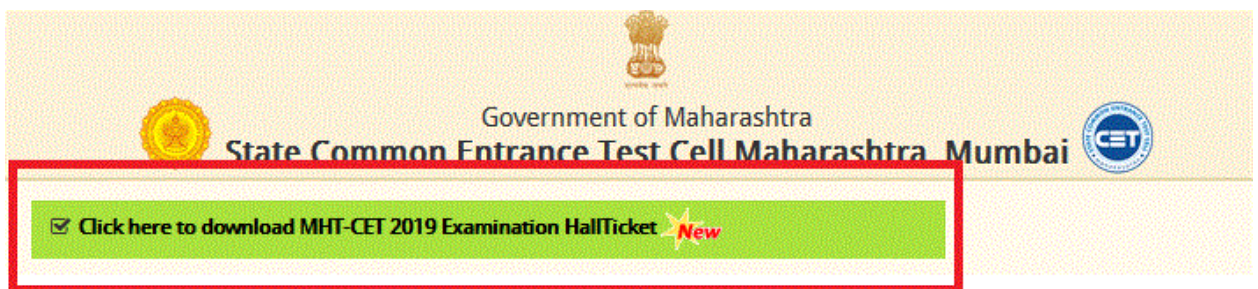 Government of Maharashtra
State Common Entrance Test Cell Maharashtra, Mumbai
CET
Click here to download MHT-CET 2019 Examination HallTicket New